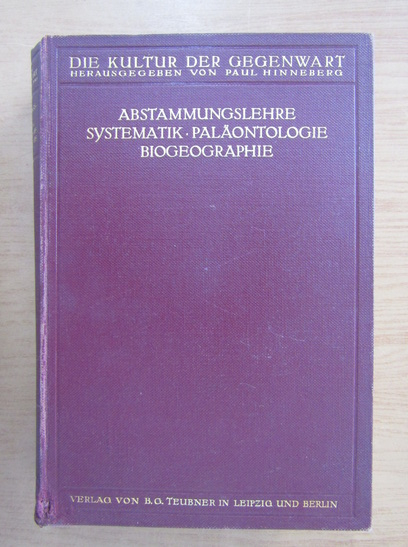 DIE KULTUR DER GEGENWART
HERAUSGEGEBEN VON PAUL HINNEBERG
ABSTAMMUNGSLEHRE
SYSTEMATIK · PALÄONTOLOGIE
BIOGEOGRAPHIE
VERLAG VON B. G. TEUBNER IN LEIPZIG UND BERLIN